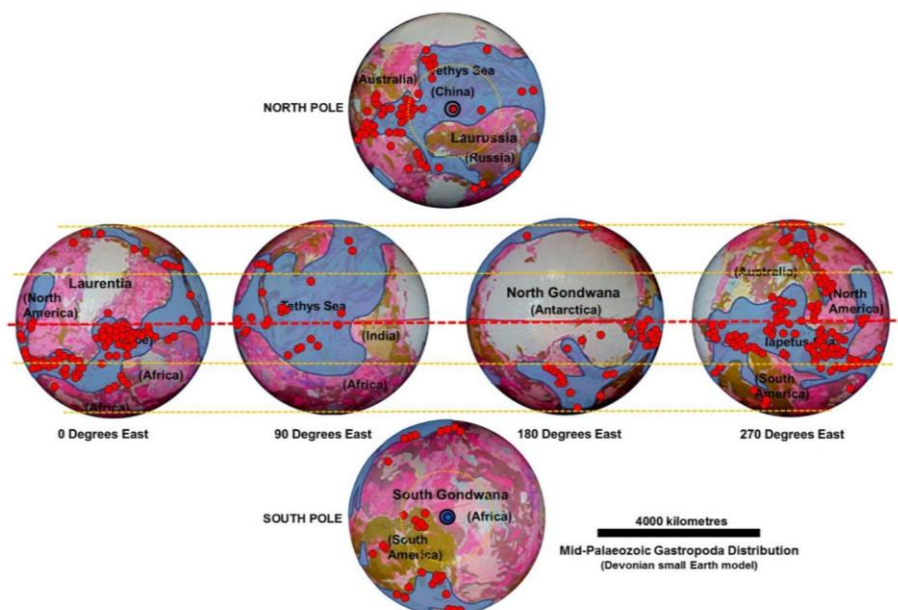 Tethys Sea
(Australia)
(China)
NORTH POLE
Laurussia
(Russia)
Laurentia
(North
America)
(Africa)
(Africa)
Tethys Sea
(India)
(Africa)
North Gondwana
(Antarctica)
(Australia)
(North
America)
Iapetus
(South
America)
0 Degrees East
90 Degrees East
180 Degrees East
270 Degrees East
South Gondwana
(Africa)
SOUTH POLE
(South
America)
4000 kilometres
Mid-Palaeozoic Gastropoda Distribution
(Devonian small Earth model)